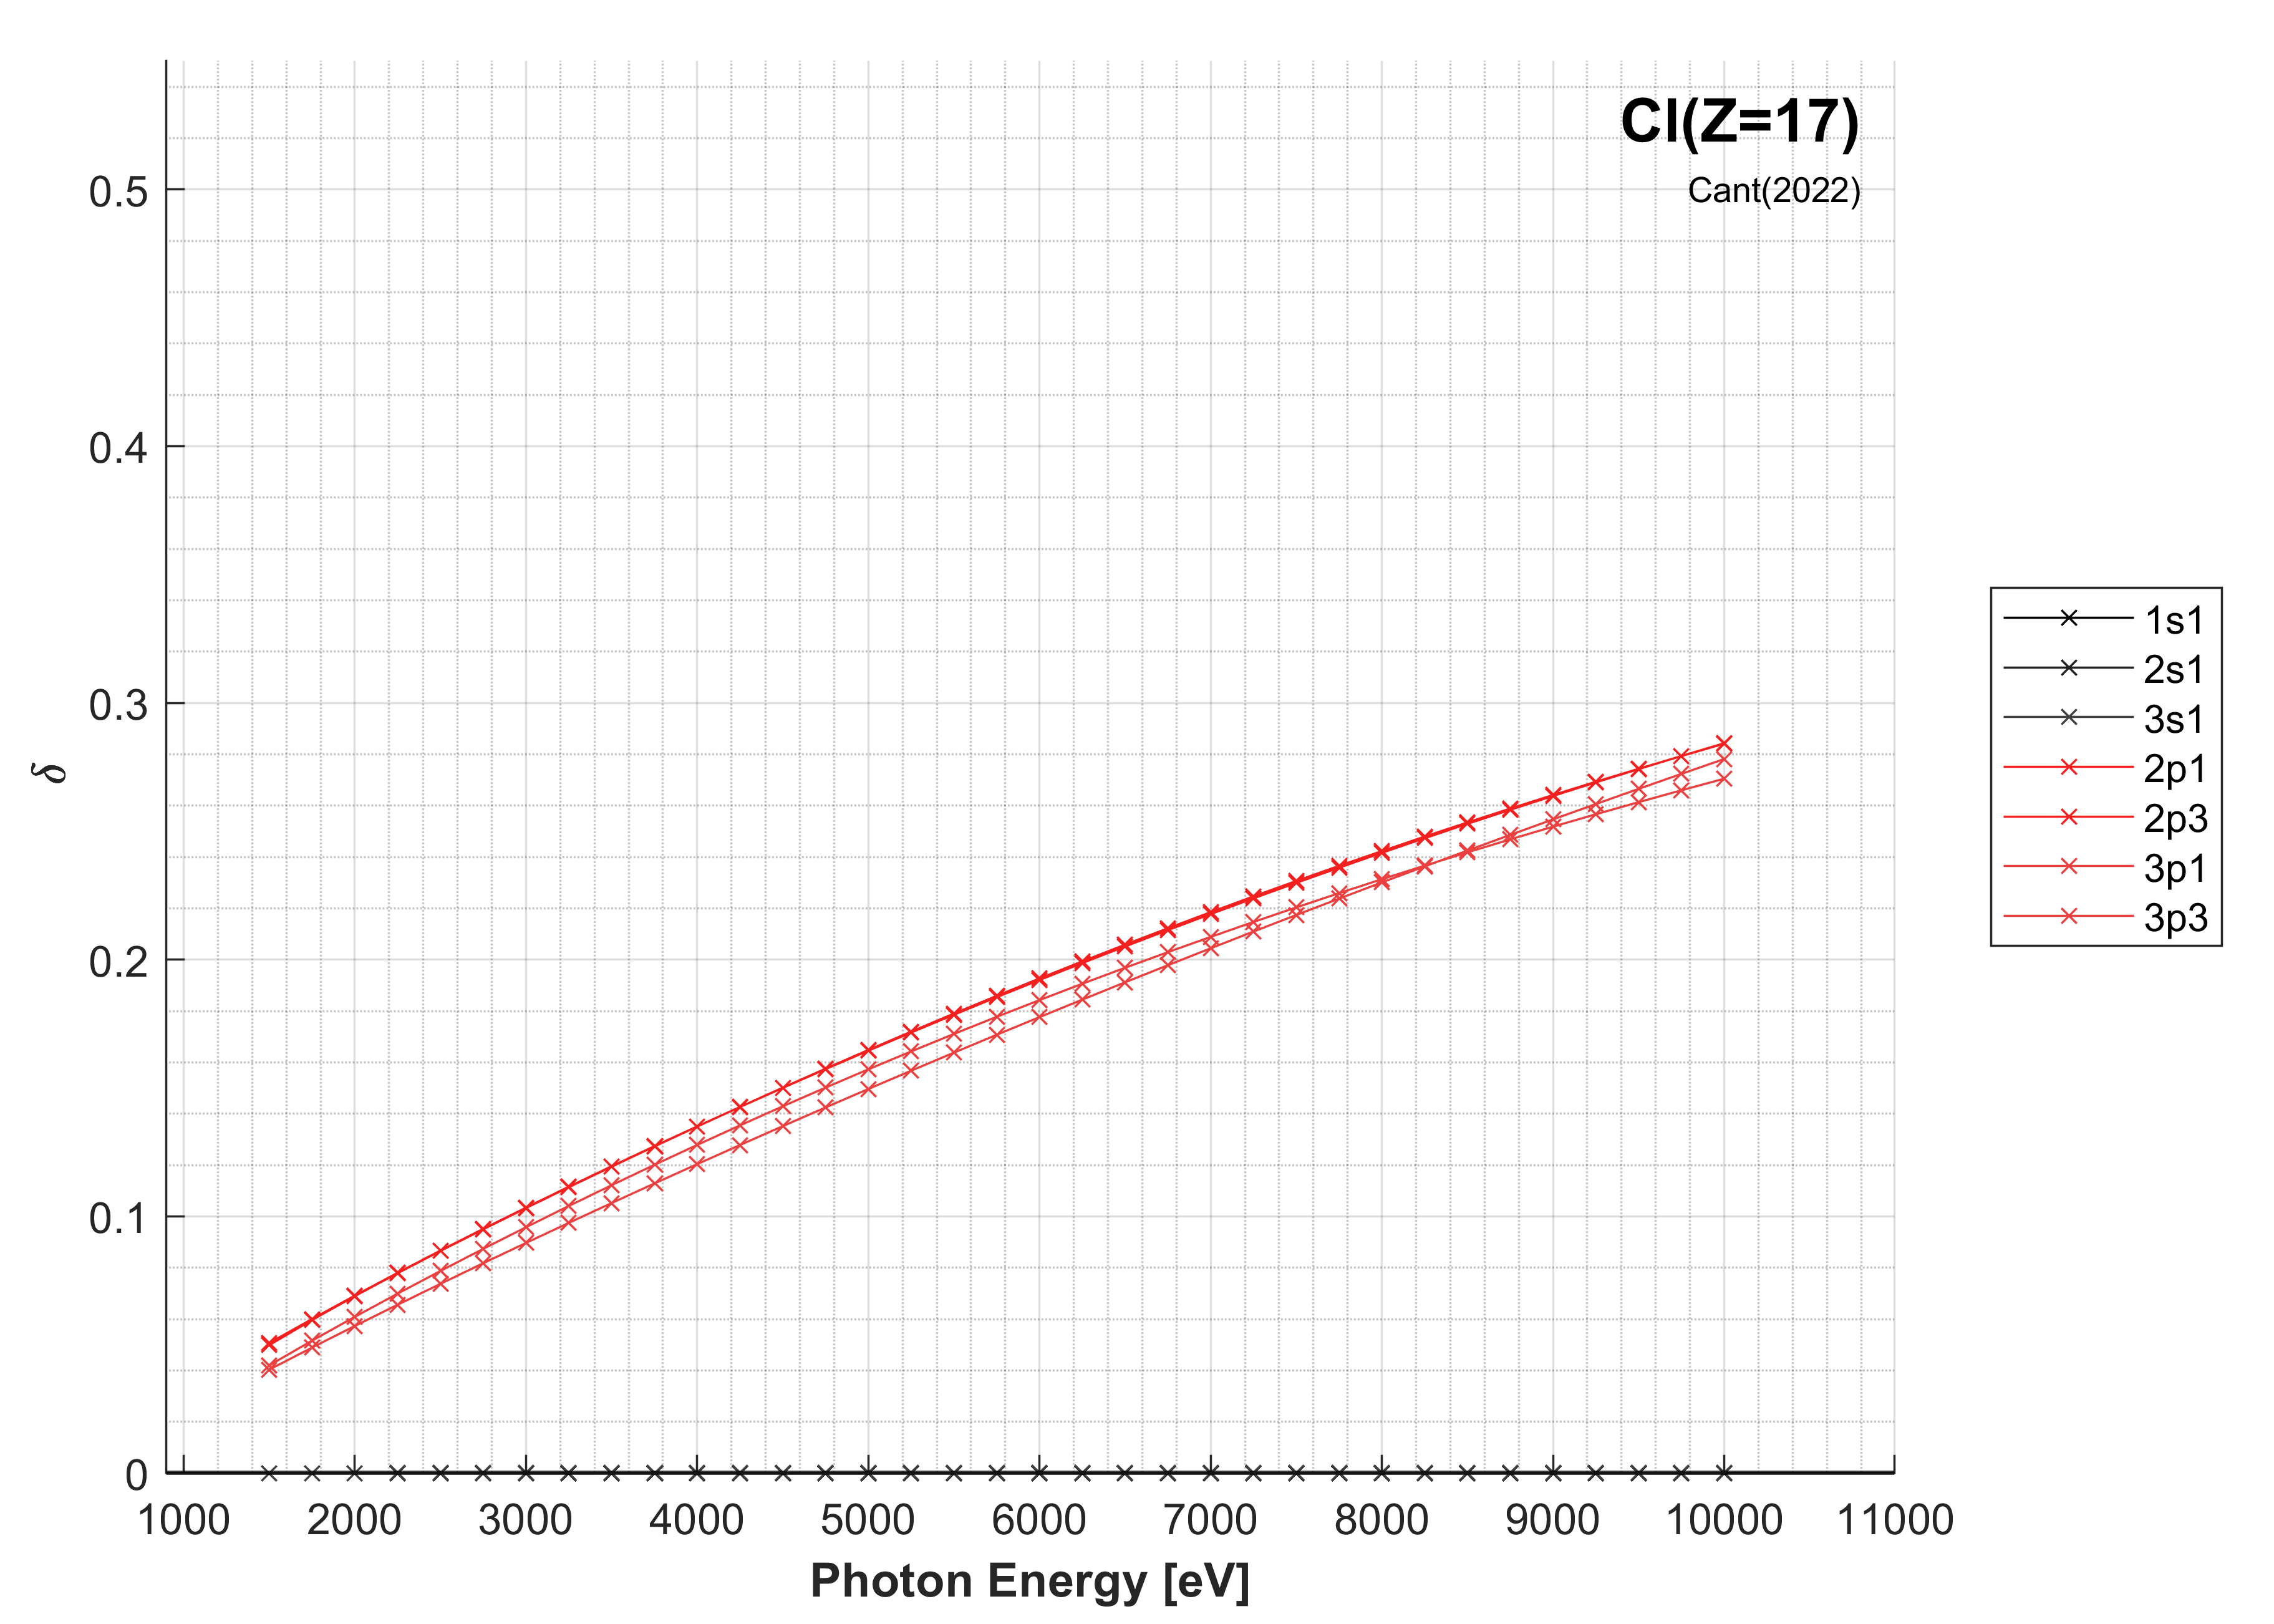 Cl(Z=17)
Cant(2022)
0.5
0.4
0.3
0.2
0.1
0
δ
1000 2000 3000 4000 5000 6000 7000 8000 9000 10000 11000
Photon Energy [eV]
1s1
2s1
3s1
2p1
2p3
3p1
3p3